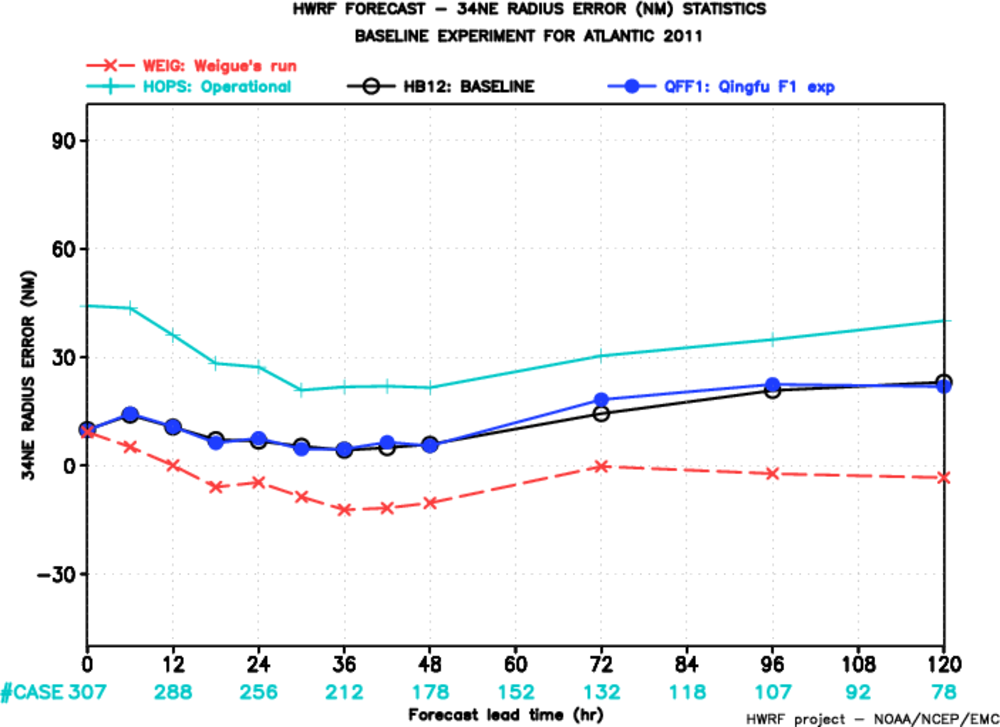 HWRF FORECAST – 34NE RADIUS ERROR (NM) STATISTICS
BASELINE EXPERIMENT FOR ATLANTIC 2011
WEIG: Weigue's run
HOPS: Operational HB12: BASELINE QFF1: Qingfu F1 exp
34NE RADIUS ERROR (NM)
90
60
30
0
−30
0 12 24 36 48 60 72 84 96 108 120
#CASE 307 288 256 212 178 152 132 118 107 92 78
Forecast lead time (hr)
HWRF project – NOAA/NCEP/EMC